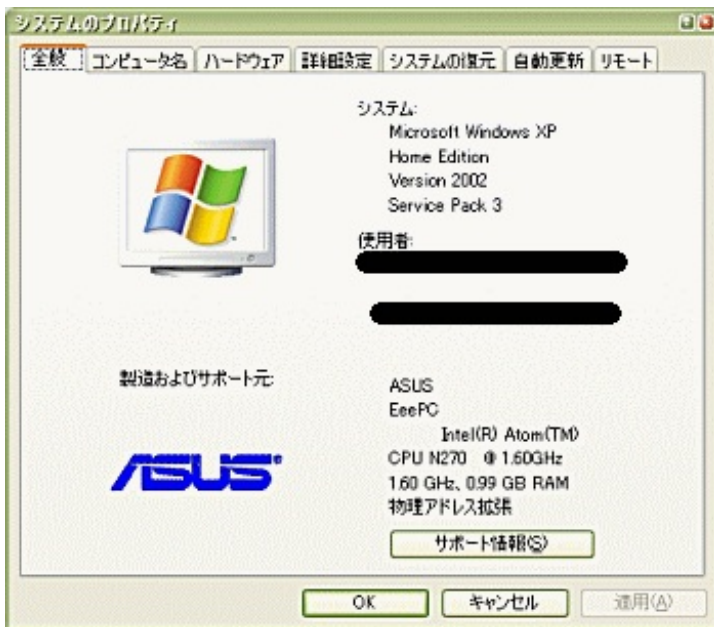 システムのプロパティ
全般 コンピュータ名 ハードウェア 詳細設定 システムの復元 自動更新 リモート
システム:
Microsoft Windows XP
Home Edition
Version 2002
Service Pack 3
使用者:
製造およびサポート元:
ASUS
ASUS
EeePC
Intel(R) Atom(TM)
CPU N270 @ 1.60GHz
1.60 GHz、0.99 GB RAM
物理アドレス拡張
サポート情報(S)
OK キャンセル 適用(A)